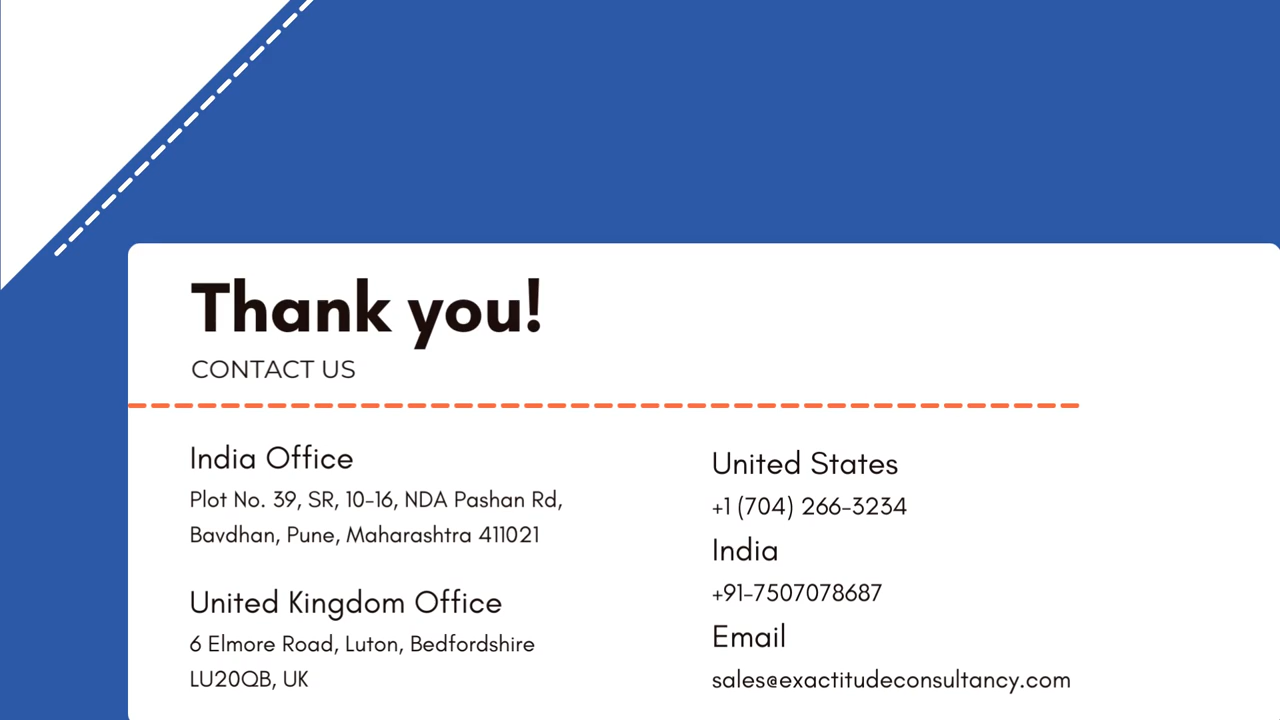 Thank you!
CONTACT US
India Office
Plot No. 39, SR, 10-16, NDA Pashan Rd,
Bavdhan, Pune, Maharashtra 411021
United Kingdom Office
6 Elmore Road, Luton, Bedfordshire
LU20QB, UK
United States
+1 (704) 266-3234
India
+91-7507078687
Email
sales@exactitudeconsultancy.com